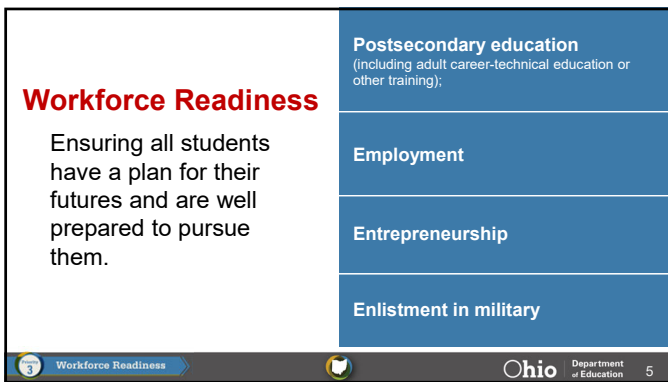 Workforce Readiness
Ensuring all students
have a plan for their
futures and are well
prepared to pursue
them.
Postsecondary education
(including adult career-technical education or
other training);
Employment
Entrepreneurship
Enlistment in military
Priority
3
Workforce Readiness
Ohio
Department
of Education
5